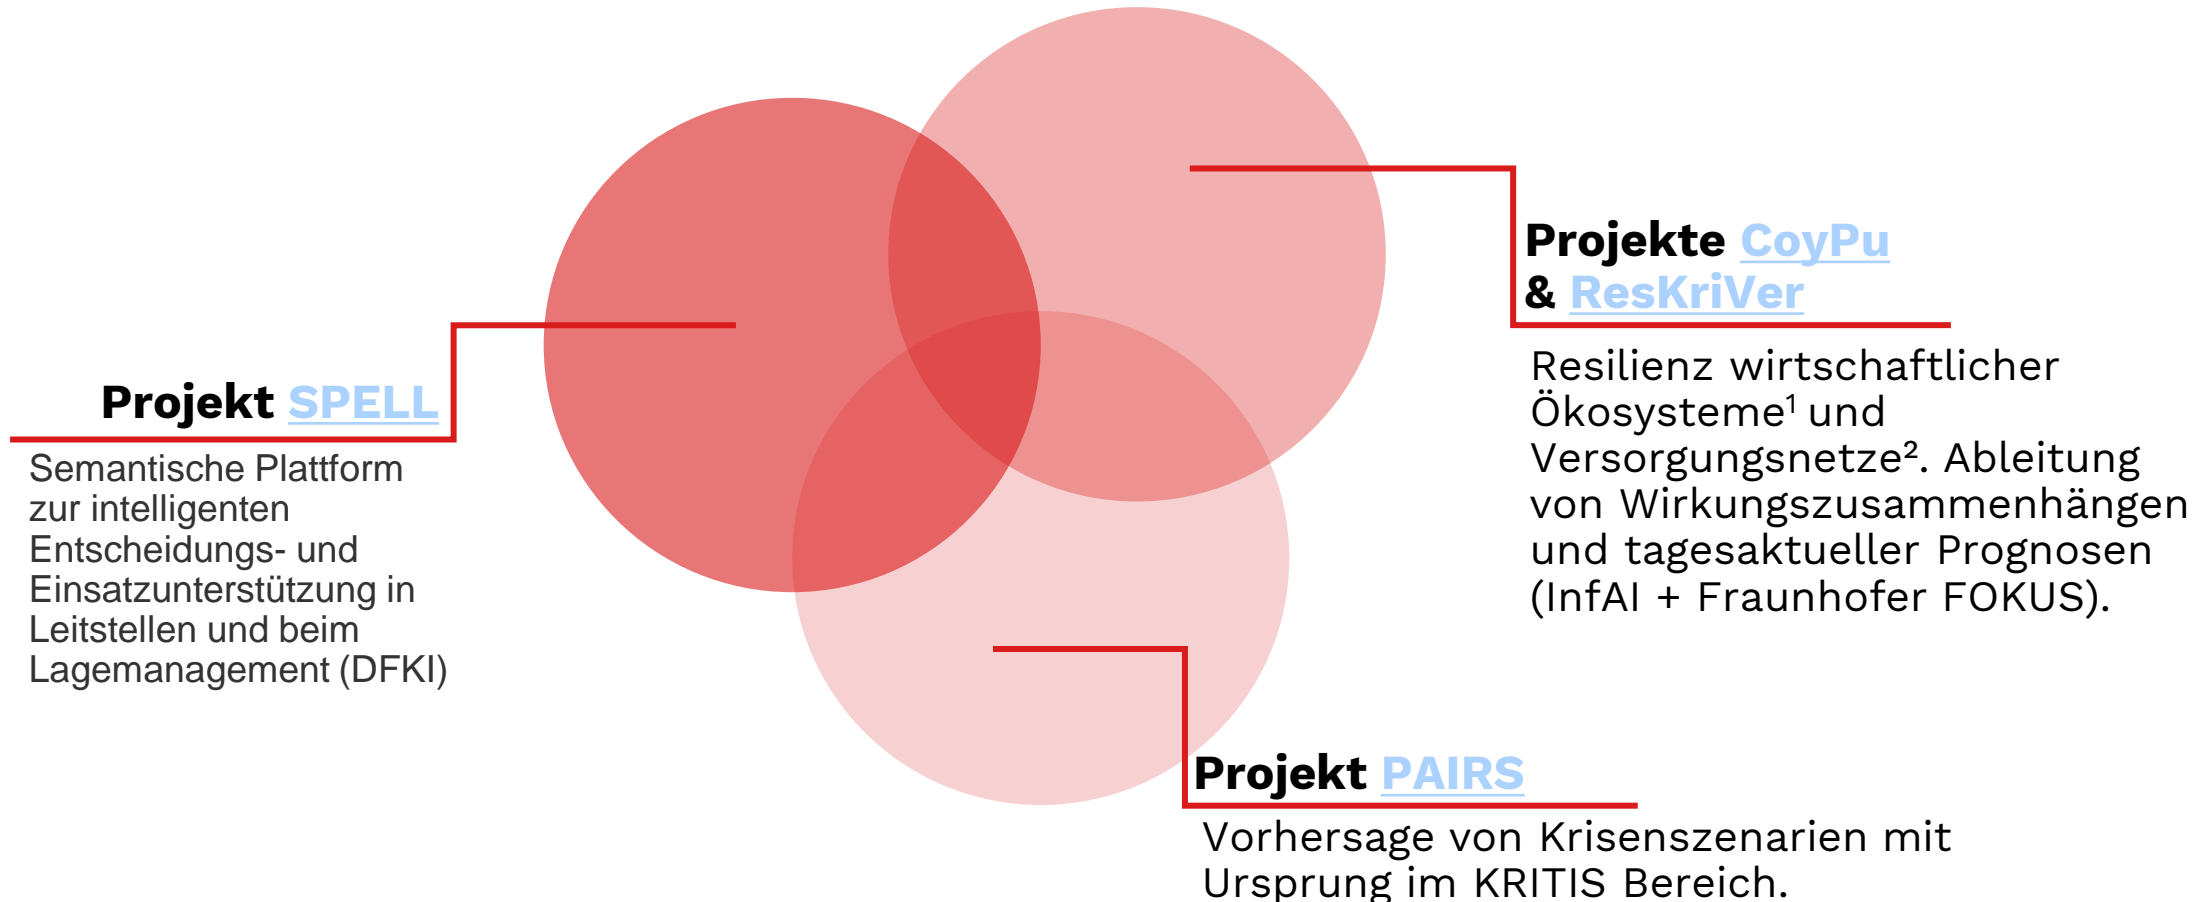 Projekt SPELL
Semantische Plattform
zur intelligenten
Entscheidungs- und
Einsatzunterstützung in
Leitstellen und beim
Lagemanagement (DFKI)
Projekte CoyPu
& ResKriVer
Resilienz wirtschaftlicher
Ökosysteme¹ und
Versorgungsnetze². Ableitung
von Wirkungszusammenhängen
und tagesaktueller Prognosen
(InfAI + Fraunhofer FOKUS).
Projekt PAIRS
Vorhersage von Krisenszenarien mit
Ursprung im KRITIS Bereich.